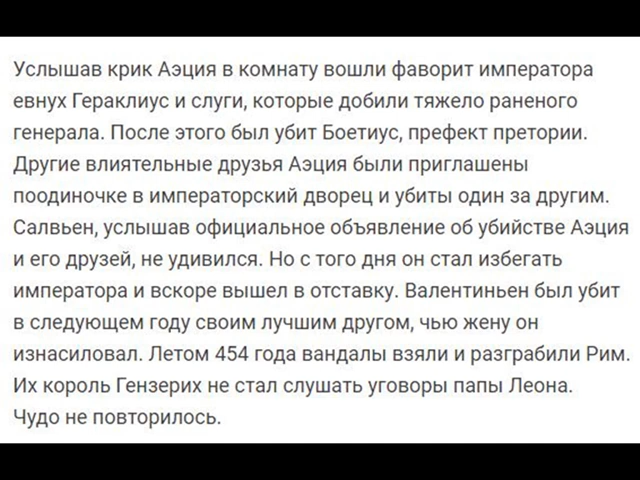 Услышав крик Аэция в комнату вошли фаворит императора
евнух Гераклиус и слуги, которые добили тяжело раненого
генерала. После этого был убит Боетиус, префект претории.
Другие влиятельные друзья Аэция были приглашены
поодиночке в императорский дворец и убиты один за другим.
Салвьен, услышав официальное объявление об убийстве Аэция
и его друзей, не удивился. Но с того дня он стал избегать
императора и вскоре вышел в отставку. Валентиньен был убит
в следующем году своим лучшим другом, чью жену он
изнасиловал. Летом 454 года вандалы взяли и разграбили Рим.
Их король Гензерих не стал слушать уговоры папы Леона.
Чудо не повторилось.